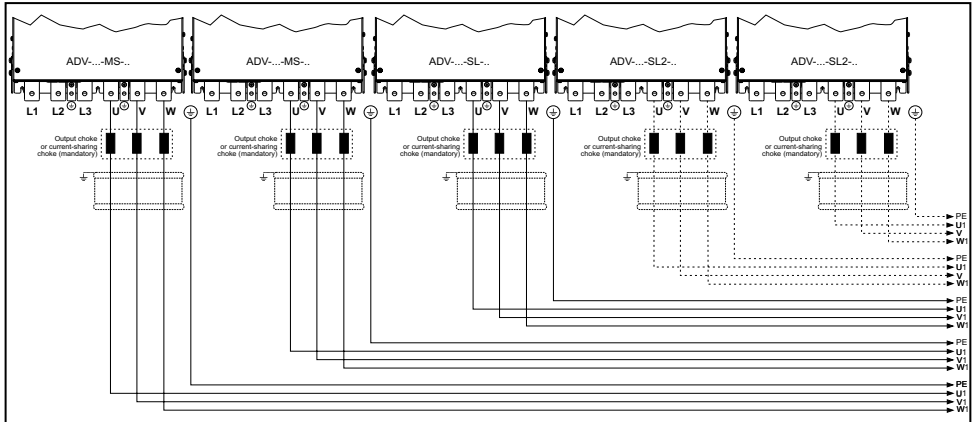 ADV-...-MS-.. ADV-...-MS-.. ADV-...-SL-.. ADV-...-SL2-.. ADV-...-SL2-..
L1 L2 L3 U V W L1 L2 L3 U V W L1 L2 L3 U V W L1 L2 L3 U V W L1 L2 L3 U V W
Output choke
or current-sharing
choke (mandatory)
Output choke
or current-sharing
choke (mandatory)
Output choke
or current-sharing
choke (mandatory)
Output choke
or current-sharing
choke (mandatory)
Output choke
or current-sharing
choke (mandatory)
PE
U1
V
W1
PE
U1
V
W1
PE
U1
V1
W1
PE
U1
V1
W1
PE
U1
V1
W1